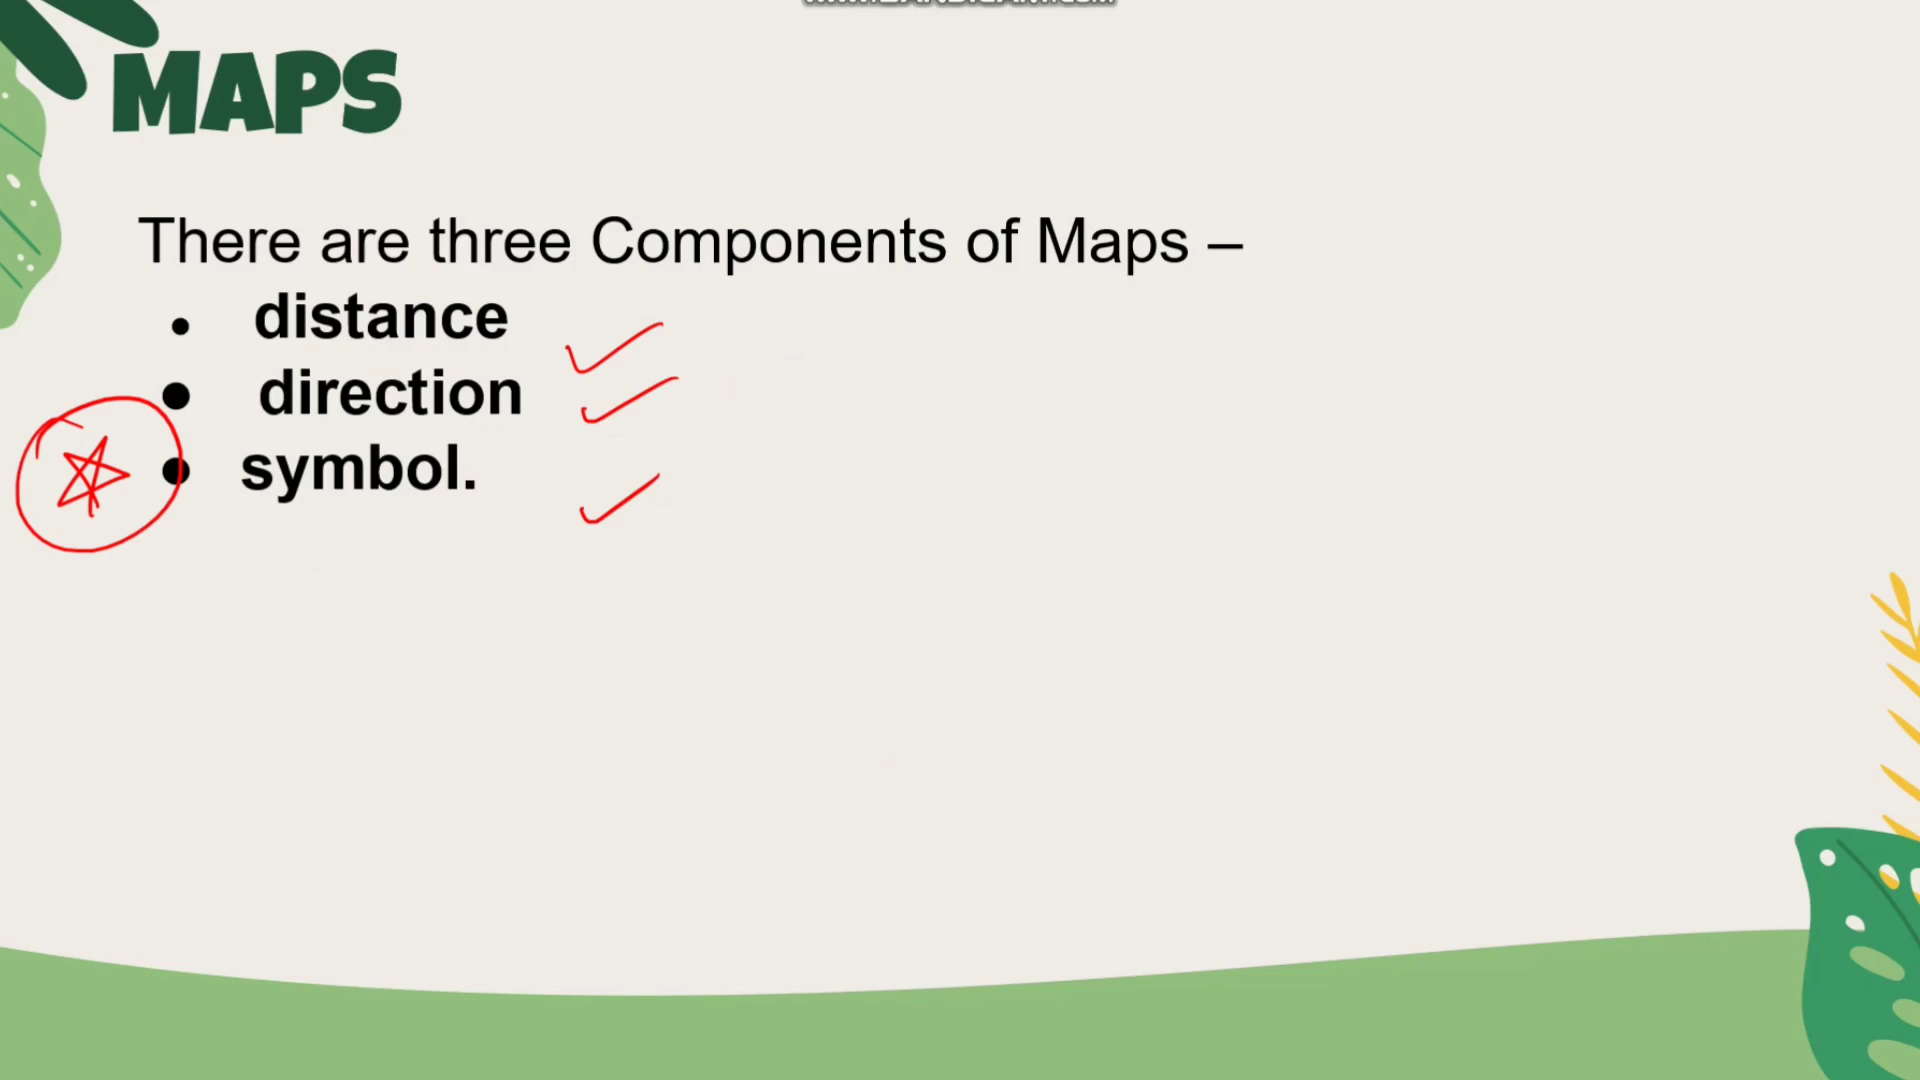 MAPS
There are three Components of Maps –
● distance
● direction
● symbol.